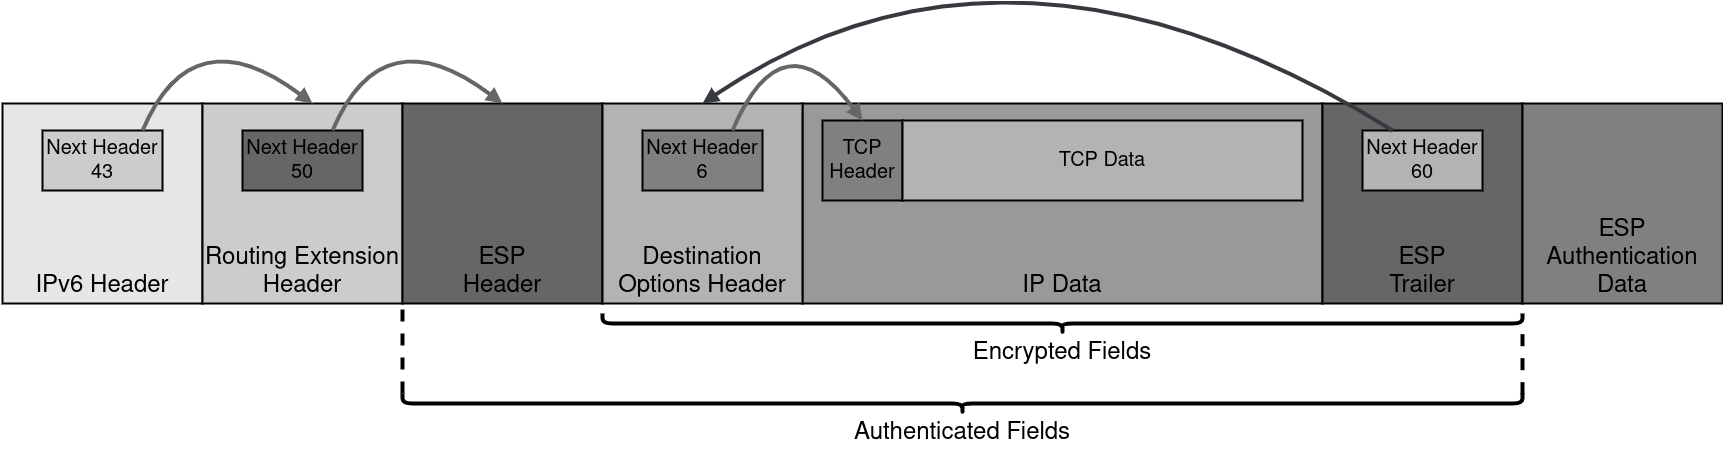 Next Header
43
IPv6 Header
Next Header
50
Routing Extension
Header
ESP
Header
Next Header
6
Destination
Options Header
TCP
Header
TCP Data
IP Data
Next Header
60
ESP
Trailer
ESP
Authentication
Data
Encrypted Fields
Authenticated Fields